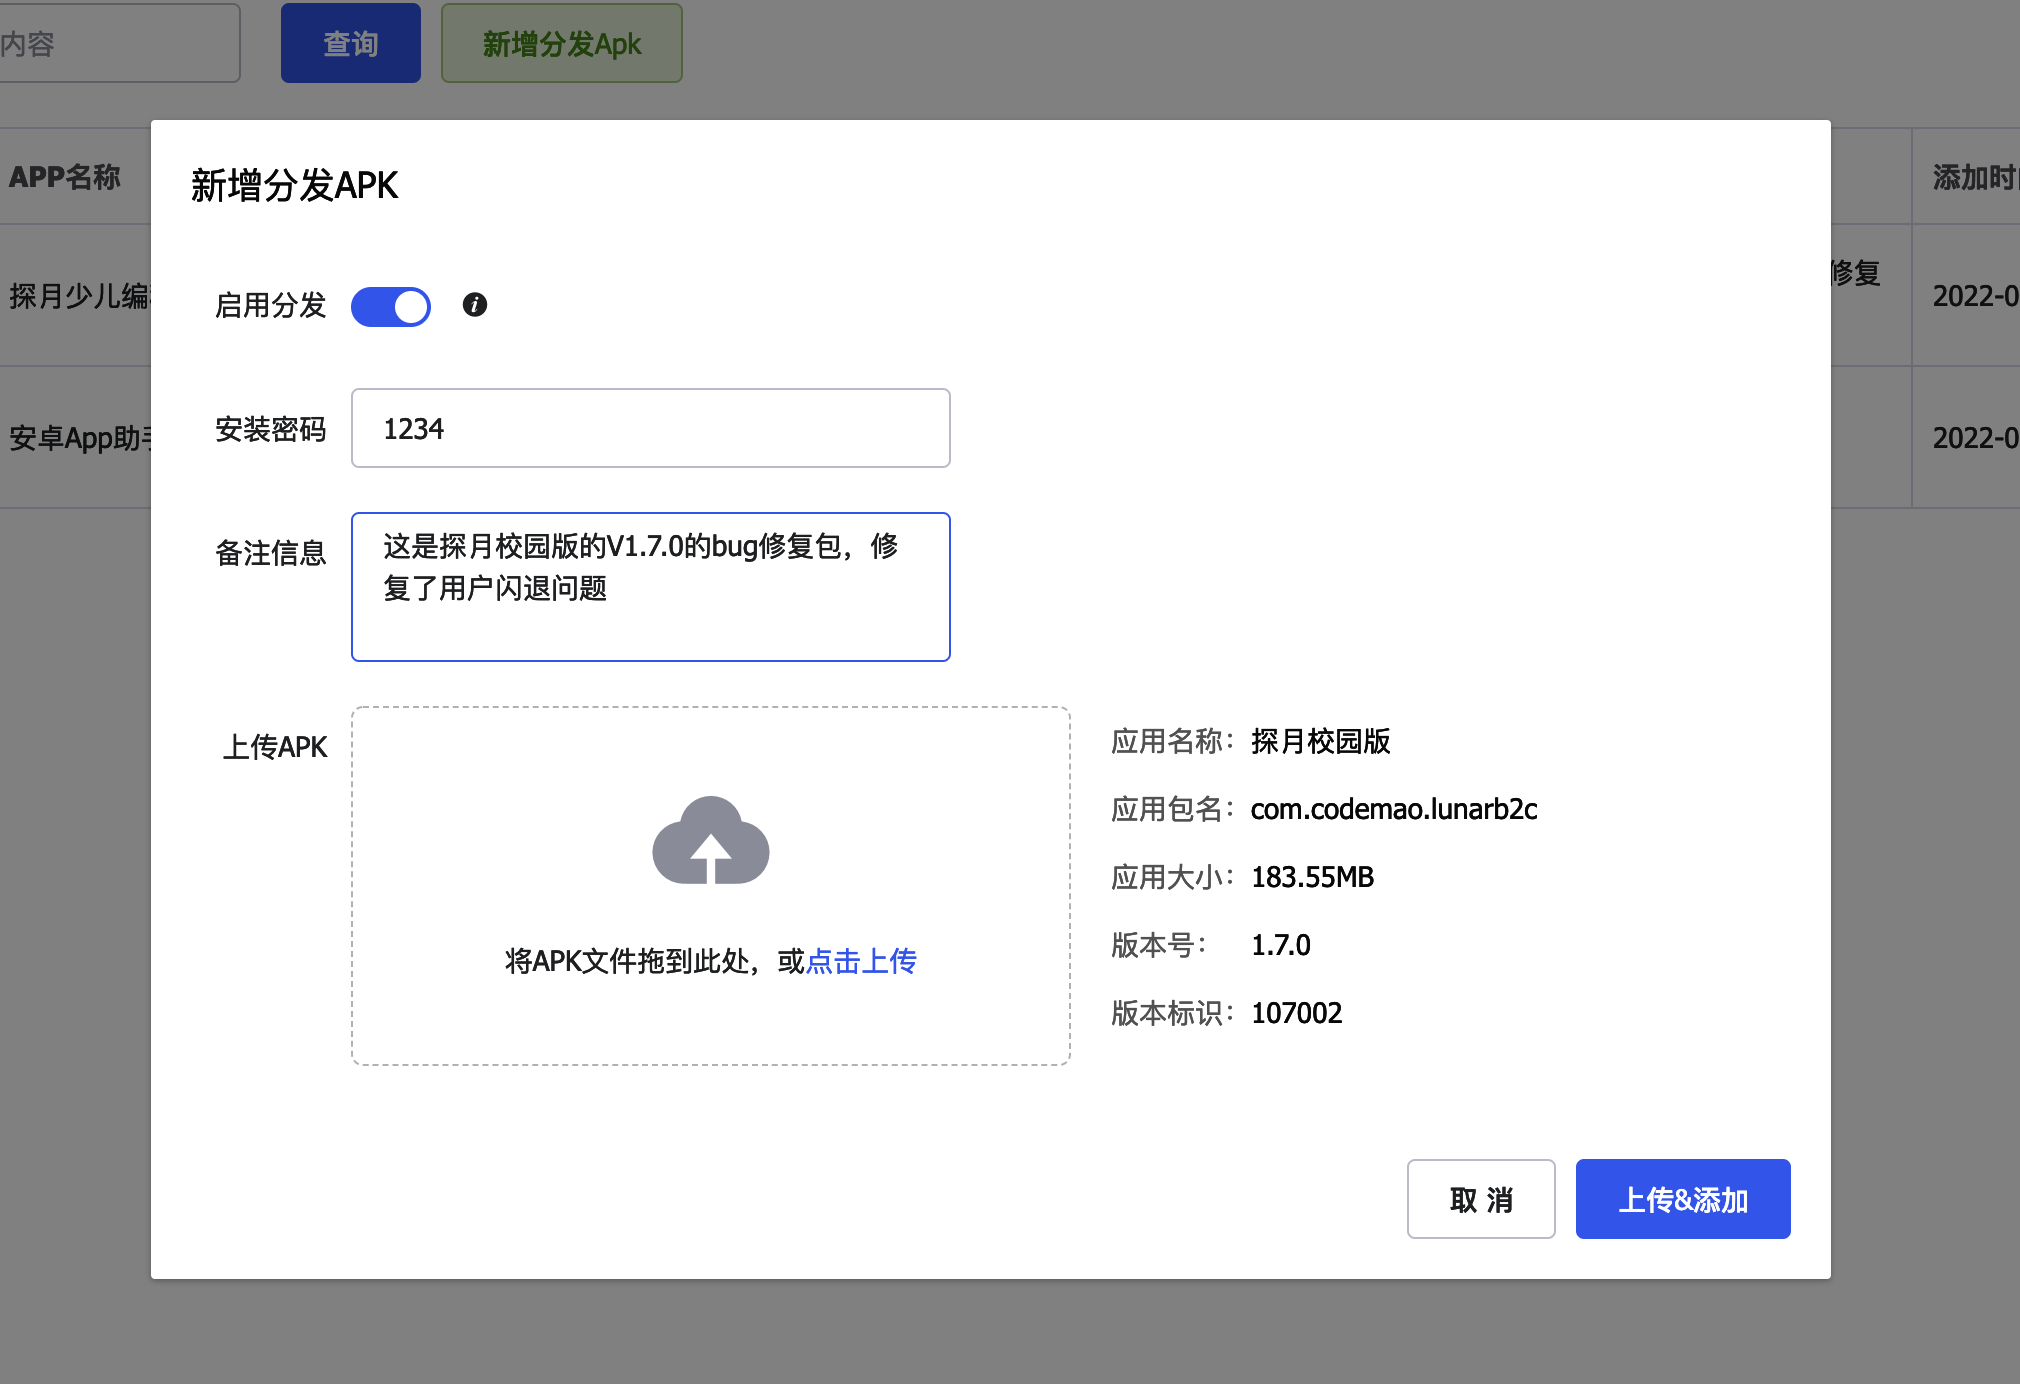 内容
查询
新增分发Apk
APP名称
添加时
新增分发APK
探月少儿编
修复
2022-0
启用分发
安卓App助手
2022-0
安装密码
1234
备注信息
这是探月校园版的V1.7.0的bug修复包，修
复了用户闪退问题
上传APK
将APK文件拖到此处，或点击上传
应用名称：
探月校园版
应用包名：
com.codemao.lunarb2c
应用大小：
183.55MB
版本号：
1.7.0
版本标识：
107002
取 消
上传&添加